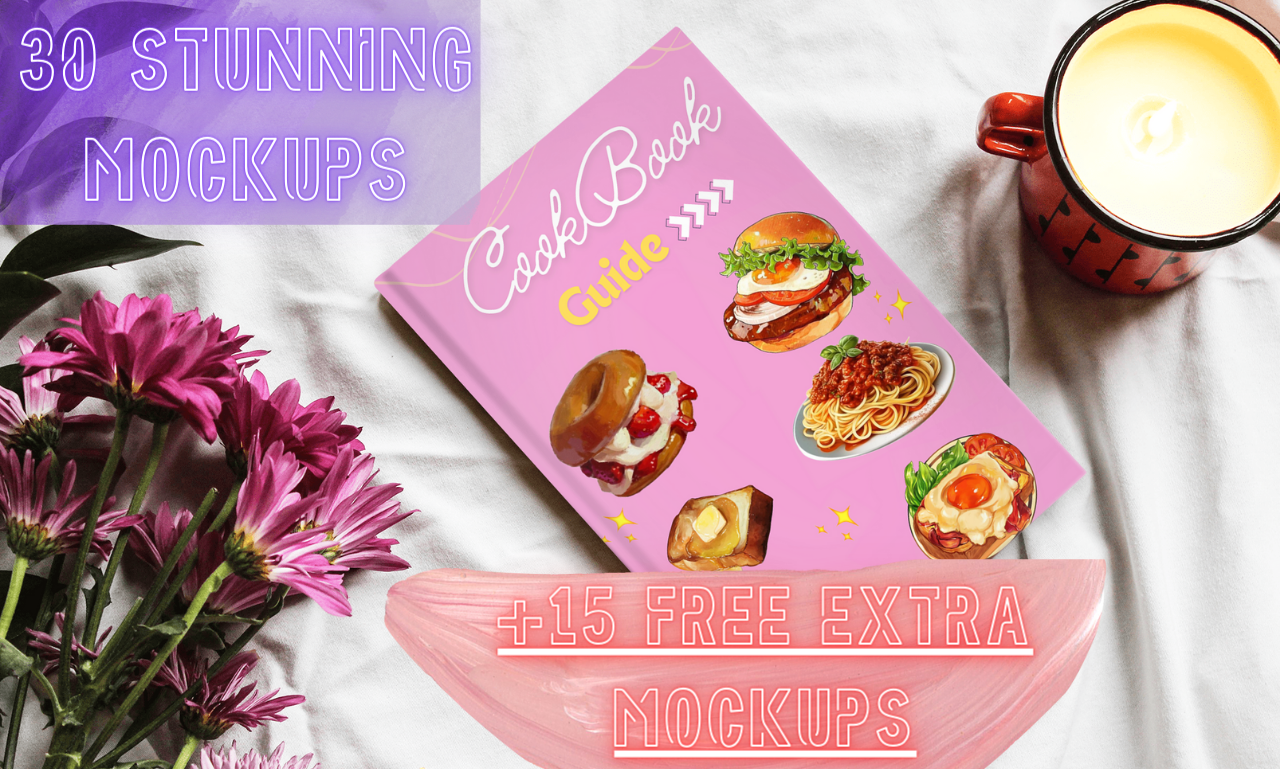 30 STUNNING
MOCKUPS
CookBook
Guide
+15 FREE EXTRA
MOCKUPS